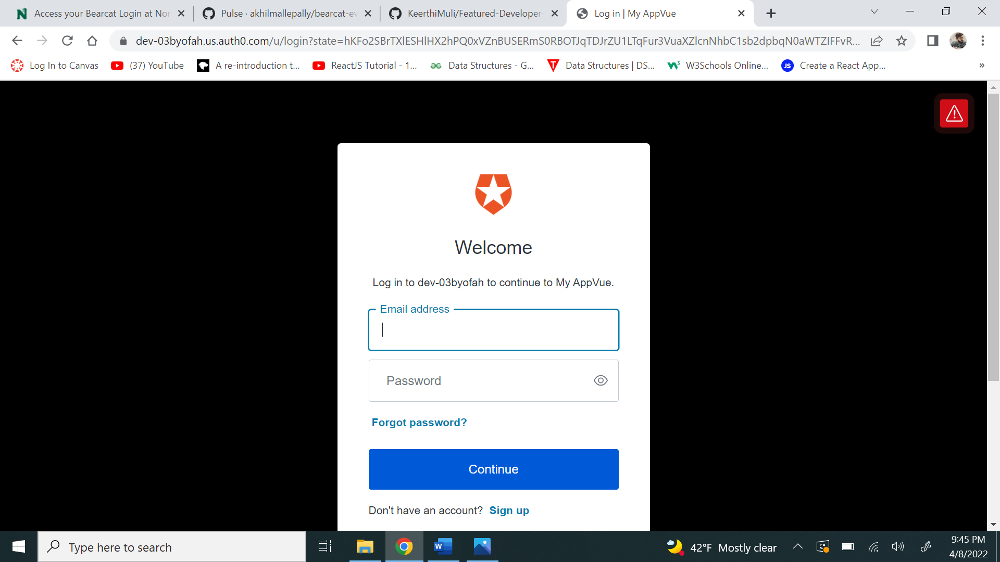 Access your Bearcat Login at Nor
Pulse · akhilmallepally/bearcat-ev
KeerthiMuli/Featured-Developer-
Log in | My AppVue
dev-03byofah.us.auth0.com/u/login?state=hKFo2SBrTXlESHlHX2hPQ0xVZnBUSERmS0RBOTJqTDJrZU1LTqFur3VuaXZlcnNhbC1sb2dpbqN0aWTZIFFvR...
Log In to Canvas
(37) YouTube
A re-introduction t...
ReactJS Tutorial - 1...
Data Structures - G...
Data Structures | DS...
W3Schools Online...
JS
Create a React App...
»
Welcome
Log in to dev-03byofah to continue to My AppVue.
Email address
Password
Forgot password?
Continue
Don't have an account? Sign up
Type here to search
42°F Mostly clear
9:45 PM
4/8/2022